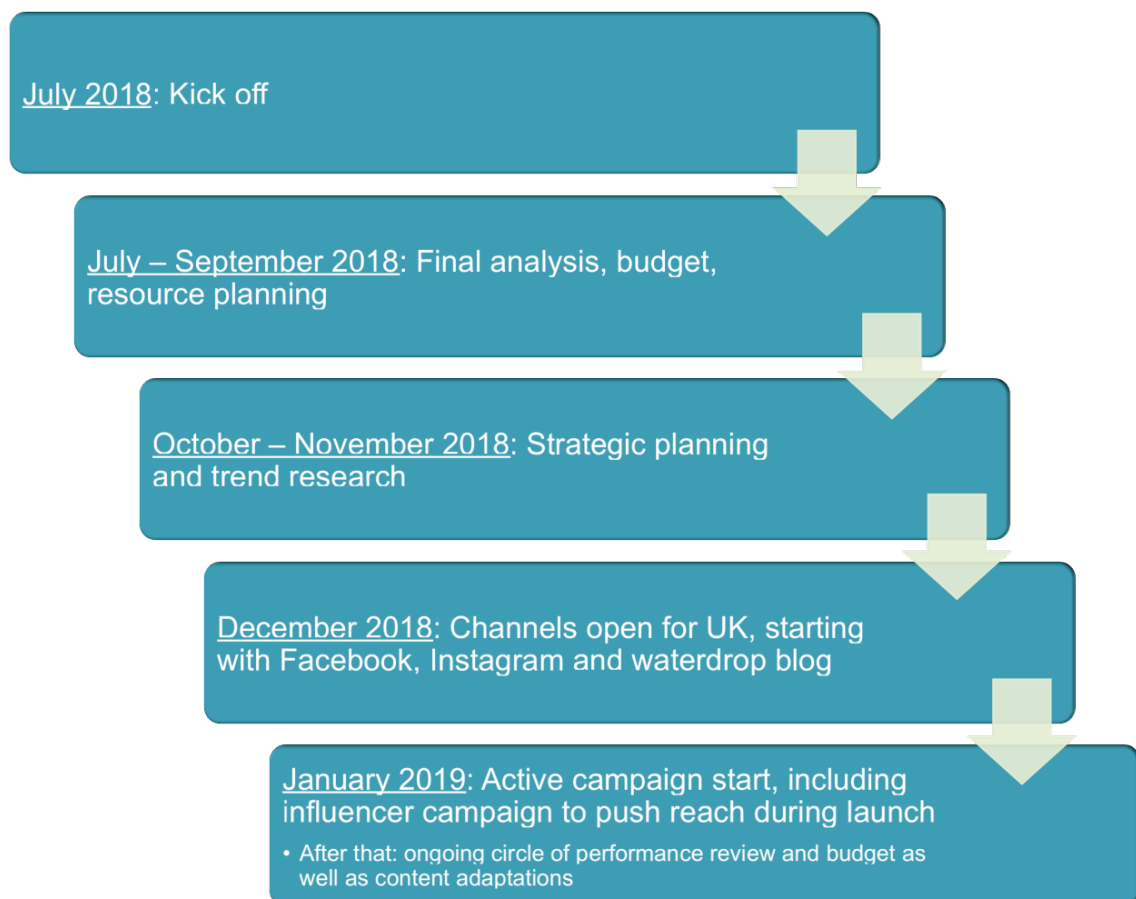 July 2018: Kick off
July – September 2018: Final analysis, budget,
resource planning
October – November 2018: Strategic planning
and trend research
December 2018: Channels open for UK, starting
with Facebook, Instagram and waterdrop blog
January 2019: Active campaign start, including
influencer campaign to push reach during launch
• After that: ongoing circle of performance review and budget as
well as content adaptations